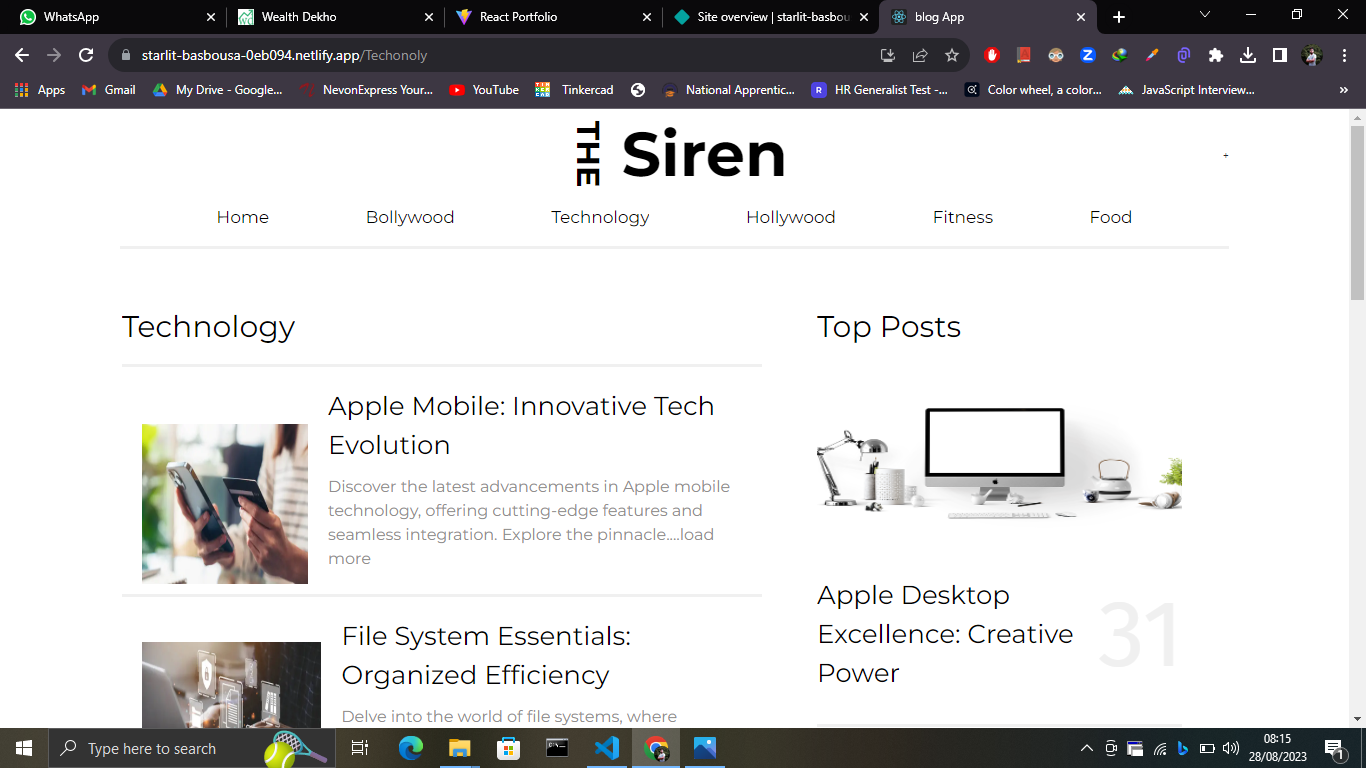 WhatsApp
Wealth Dekho
React Portfolio
Site overview | starlit-basbous
blog App
starlit-basbousa-0eb094.netlify.app/Techonoly
Apps
Gmail
My Drive - Google...
NevonExpress Your...
YouTube
Tinkercad
National Apprentic...
HR Generalist Test -...
Color wheel, a color...
JavaScript Interview...
THE Siren
Home
Bollywood
Technology
Hollywood
Fitness
Food
Technology
Apple Mobile: Innovative Tech
Evolution
Discover the latest advancements in Apple mobile
technology, offering cutting-edge features and
seamless integration. Explore the pinnacle....load
more
File System Essentials:
Organized Efficiency
Delve into the world of file systems, where
Top Posts
Apple Desktop
Excellence: Creative
Power
31
Type here to search
08:15
28/08/2023
1